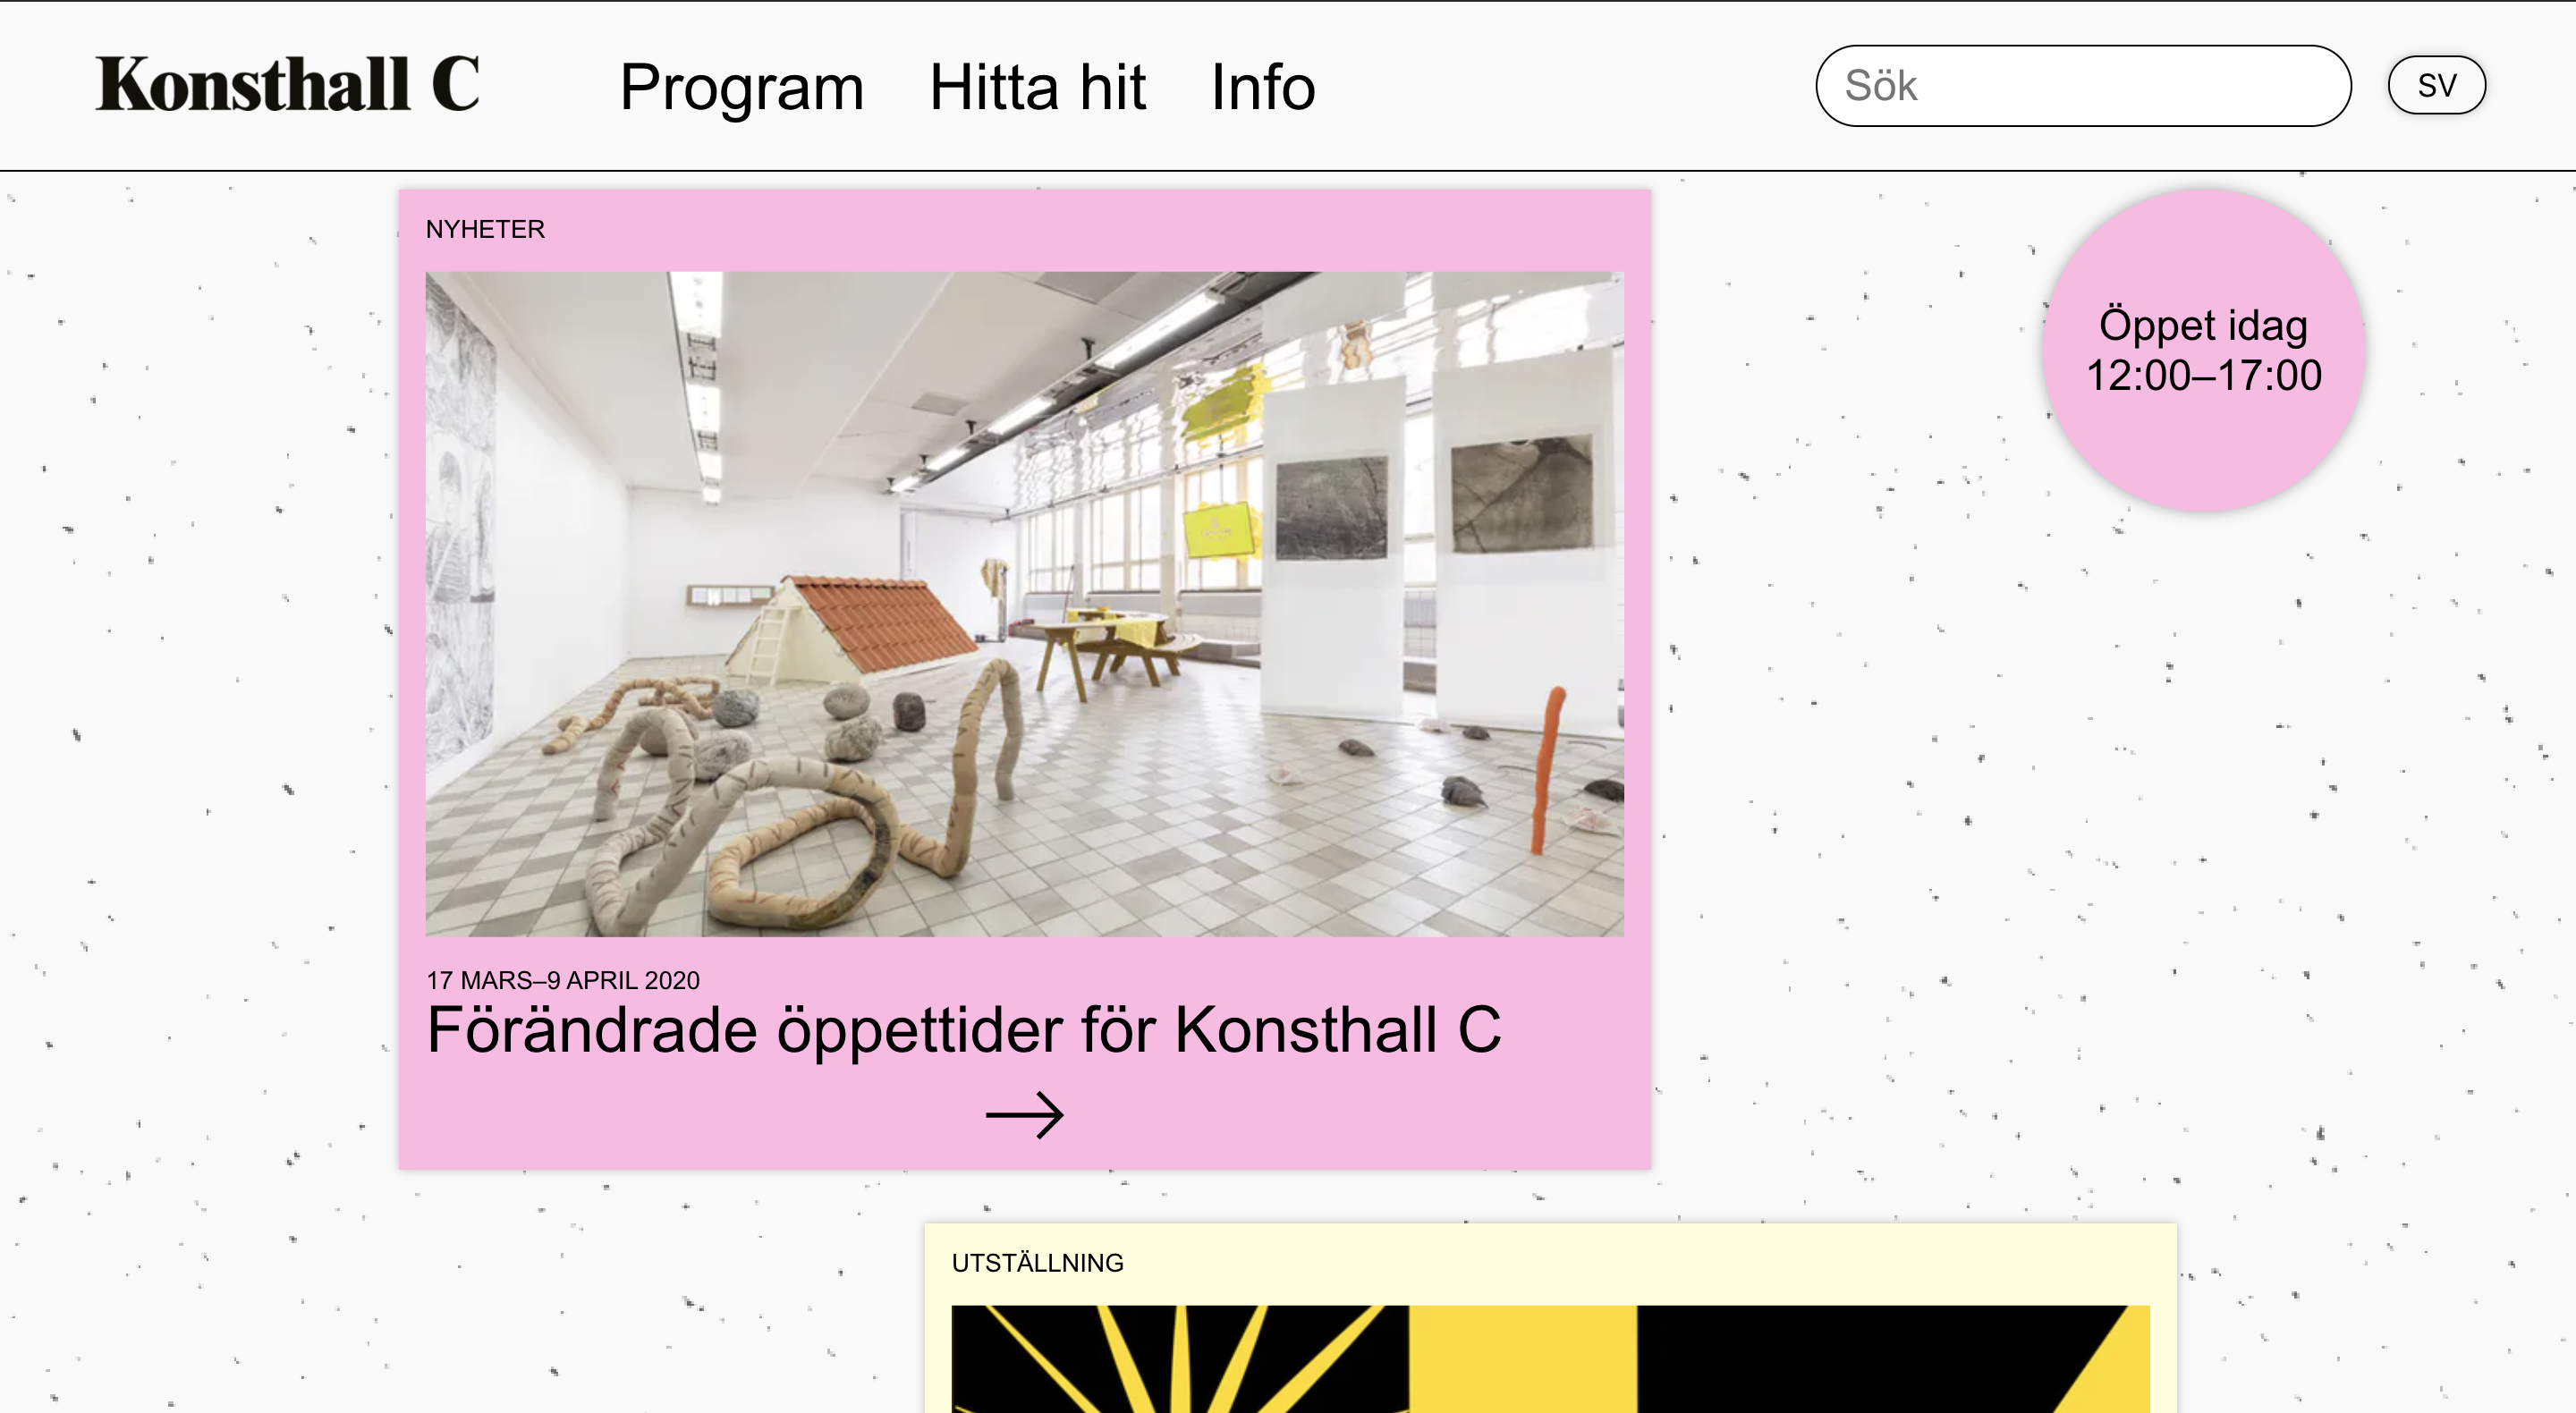 Konsthall C
Program
Hitta hit
Info
Sök
SV
NYHETER
Öppet idag
12:00–17:00
17 MARS–9 APRIL 2020
Förändrade öppettider för Konsthall C
UTSTÄLLNING